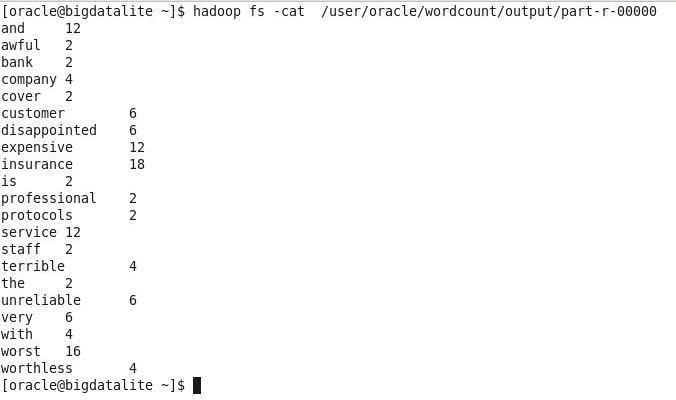 [oracle@bigdatalite ~]$ hadoop fs -cat  /user/oracle/wordcount/output/part-r-00000
and	12
awful	2
bank	2
company	4
cover	2
customer	6
disappointed	6
expensive	12
insurance	18
is	2
professional	2
protocols	2
service	12
staff	2
terrible	4
the	2
unreliable	6
very	6
with	4
worst	16
worthless	4
[oracle@bigdatalite ~]$